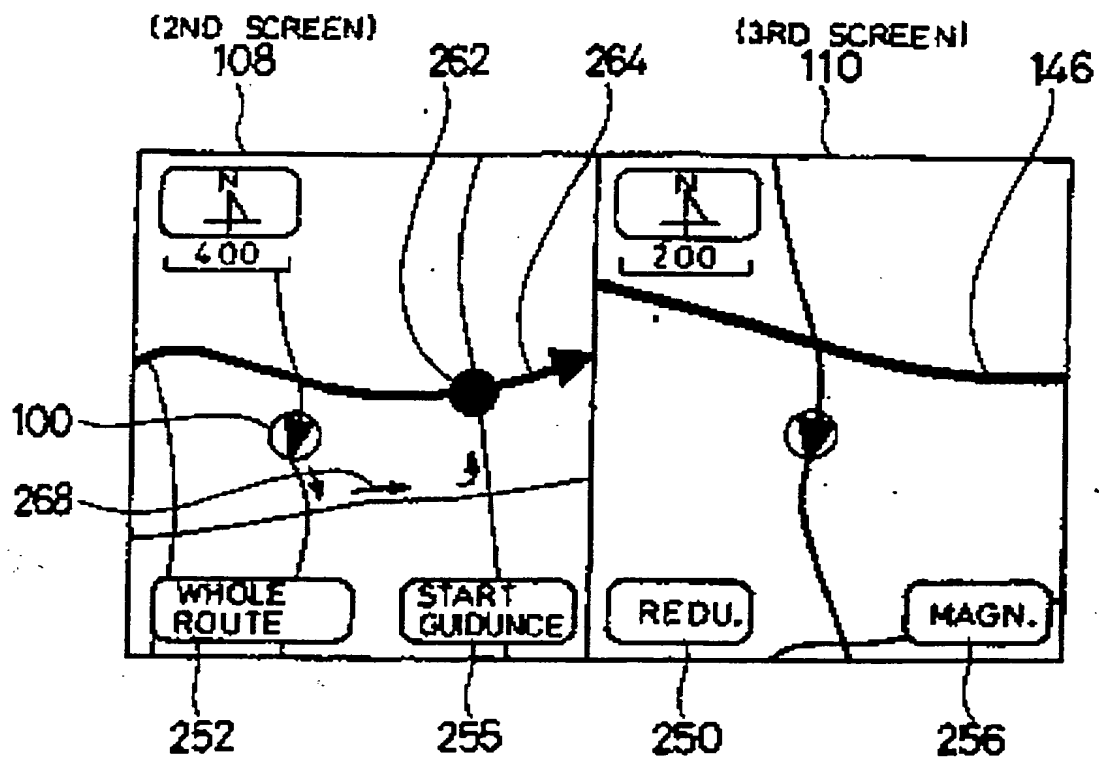 (2ND SCREEN)
(3RD SCREEN)
108
262
264
110
146
N
N
400
200
100
268
WHOLE
ROUTE
START
GUIDUNCE
REDU.
MAGN.
252
255
250
256